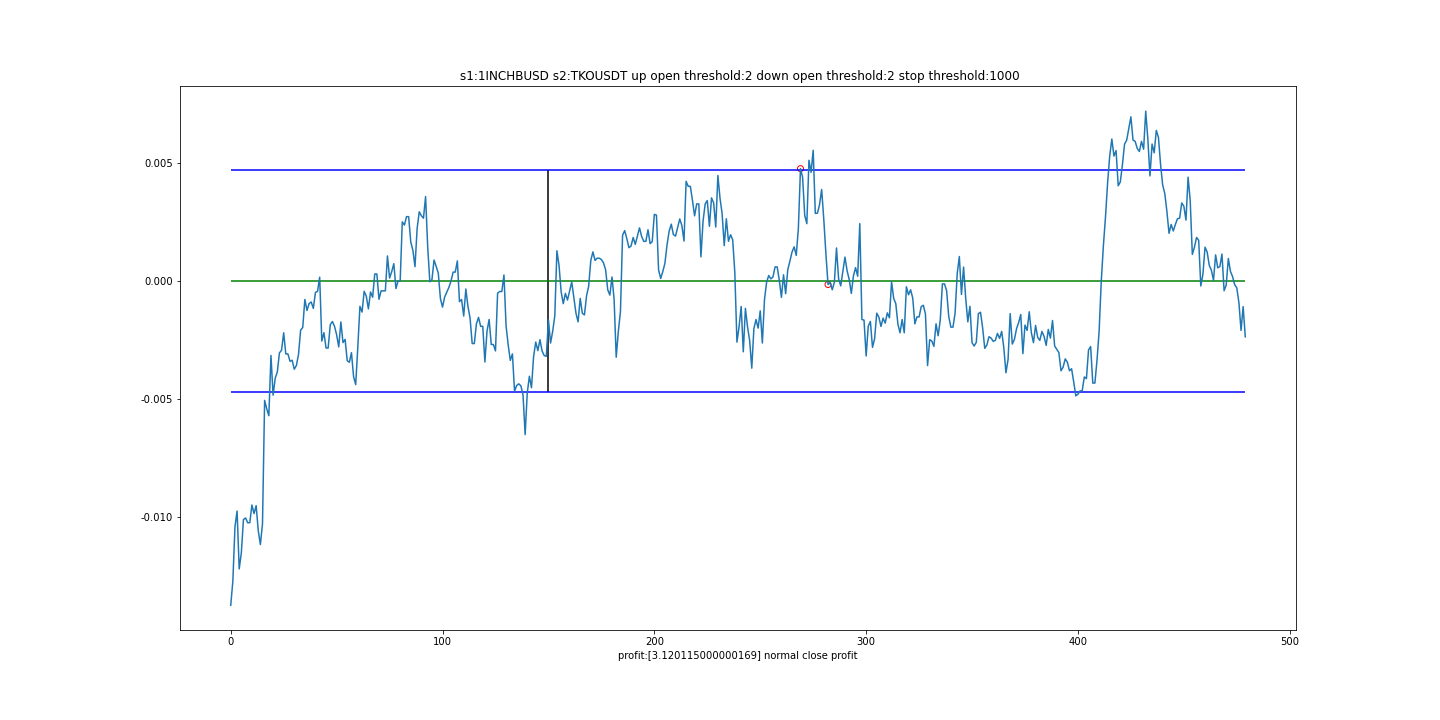 s1:1INCHBUSD s2:TKOUSDT up open threshold:2 down open threshold:2 stop threshold:1000
0.005
0.000
-0.005
-0.010
0 100 200 300 400 500
profit:[3.120115000000169] normal close profit